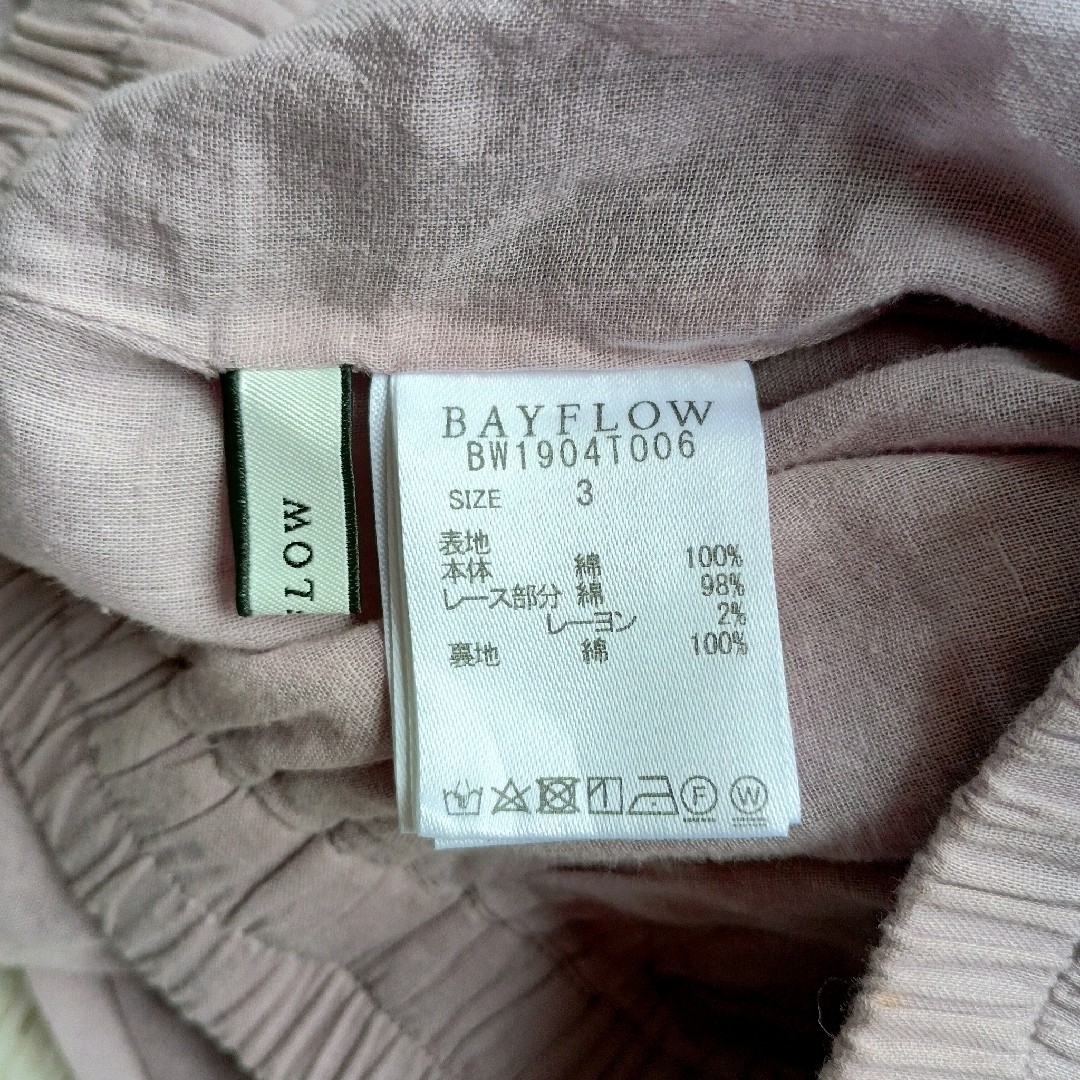 BAYFLOW
BW1904T006
SIZE 3
表地
本体 綿 100%
レース部分 綿 98%
レーヨン 2%
裏地 綿 100%
F W
LOW